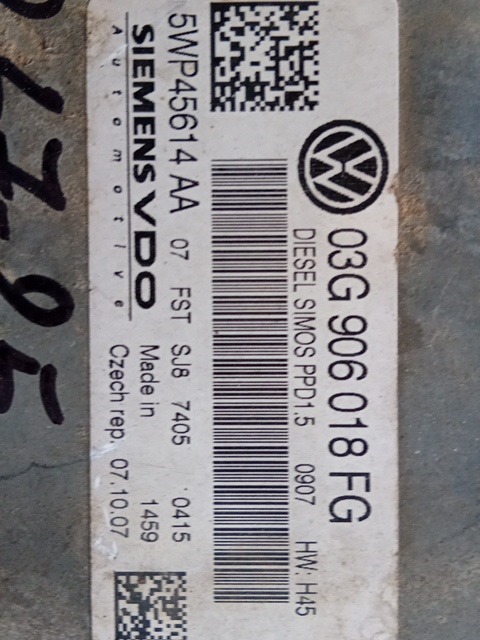 VW
03G 906 018 FG
DIESEL SIMOS PPD1.5 0907 HW: H45
5WP45614 AA 07 FST SJ8 7405 0415
SIEMENS VDO
Automotive
Made in 1459
Czech rep. 07.10.07